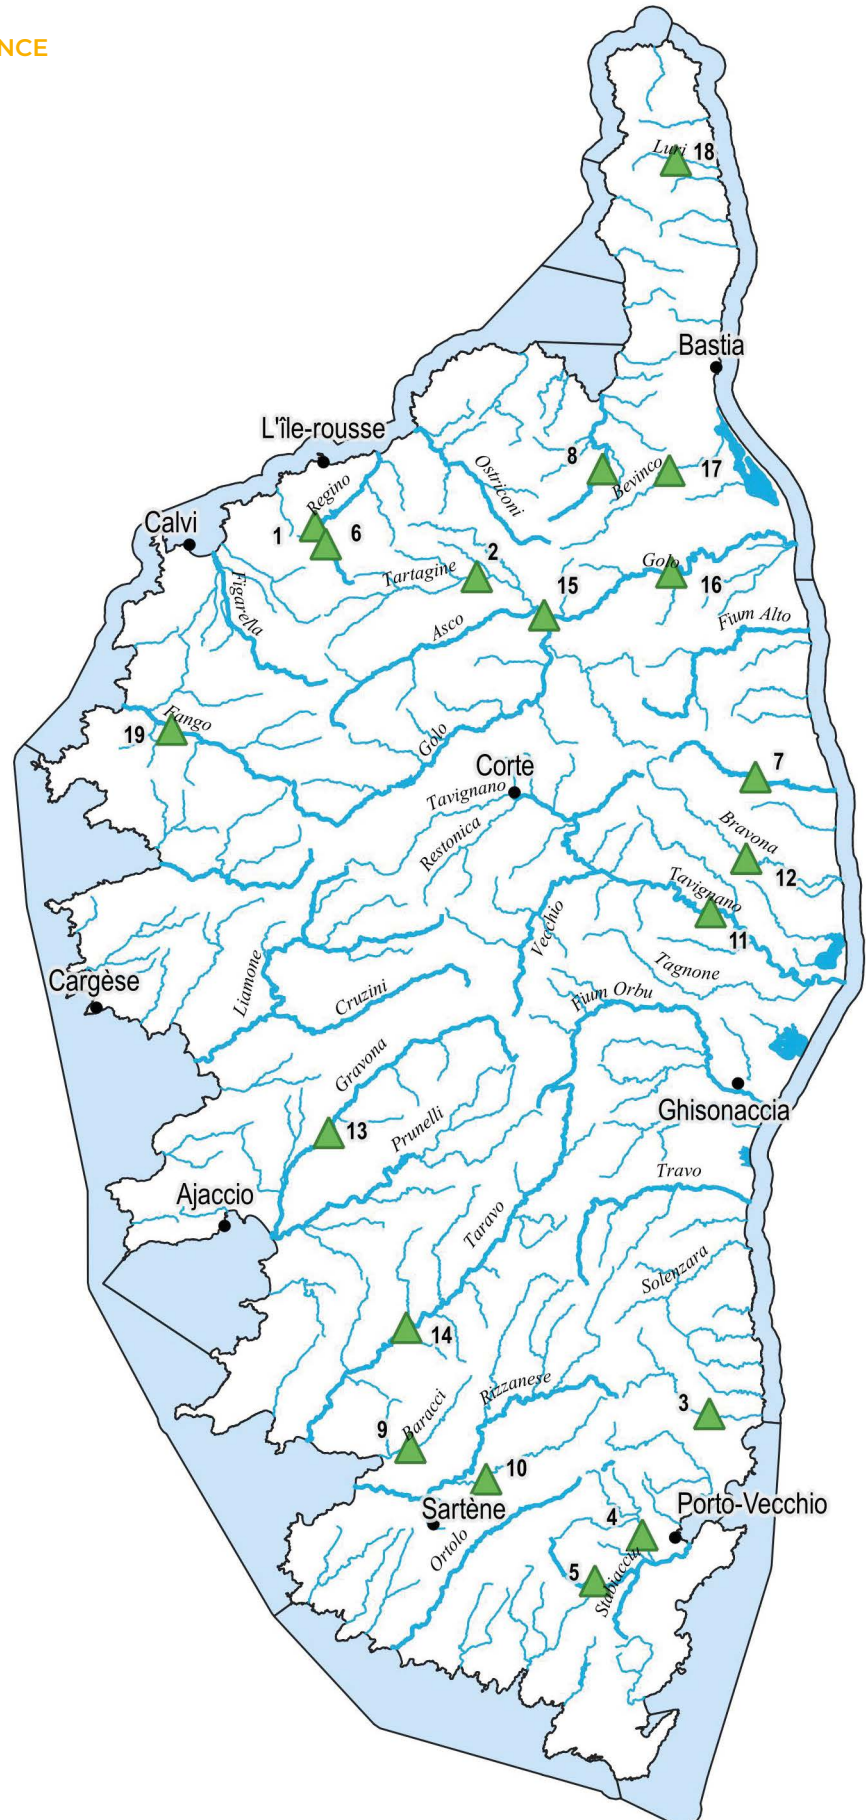 NCE
Luri
18
Bastia
L'île-rousse
Ostriconi
8
Bevinco
17
Regino
Calvi
1
6
2
Golo
Tartagine
15
16
Figarella
Asco
Fium Alto
Fango
19
Golo
7
Corte
Tavignano
Restonica
Bravona
12
Tavignano
Vecchio
11
Tagnone
Liamone
Cargèse
Cruzini
Fium Orbu
Gravona
Ghisonaccia
13
Prunelli
Travo
Ajaccio
Taravo
Solenzara
14
Rizzanese
3
9
Baracci
10
Sartène
4
Porto-Vecchio
Ortolo
5
Stabiacciu